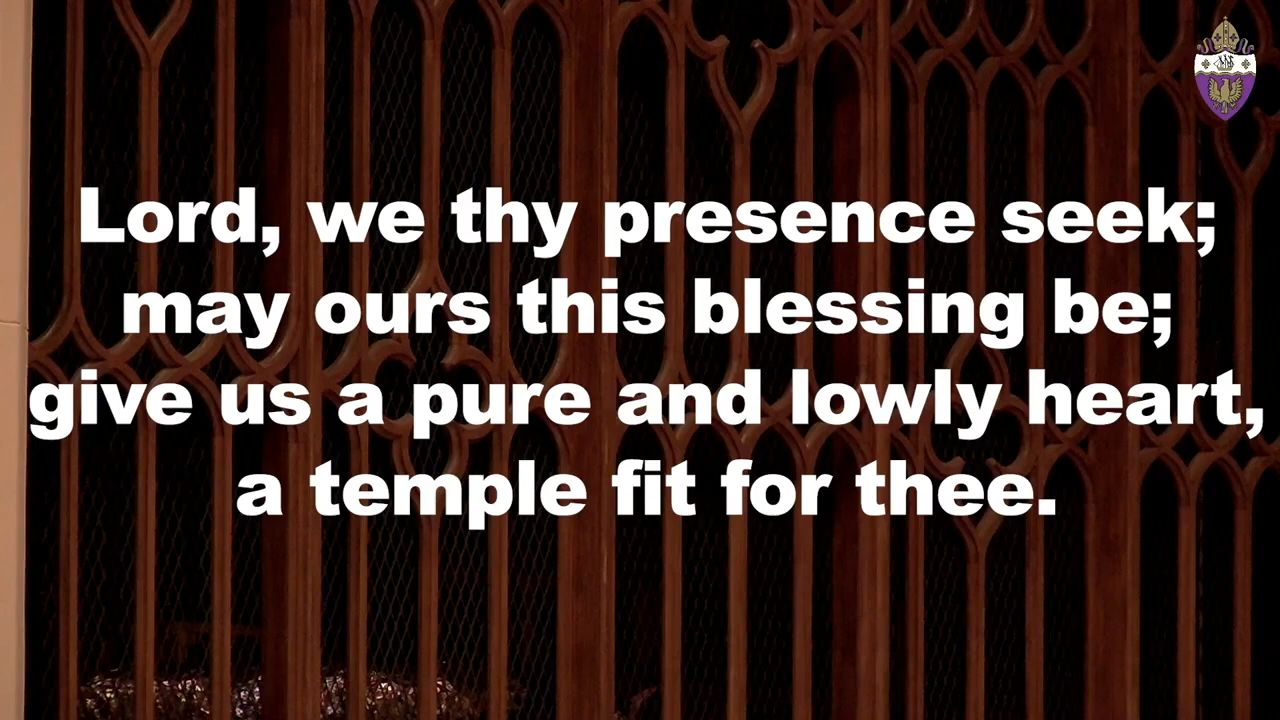 Lord, we thy presence seek;
may ours this blessing be;
give us a pure and lowly heart,
a temple fit for thee.